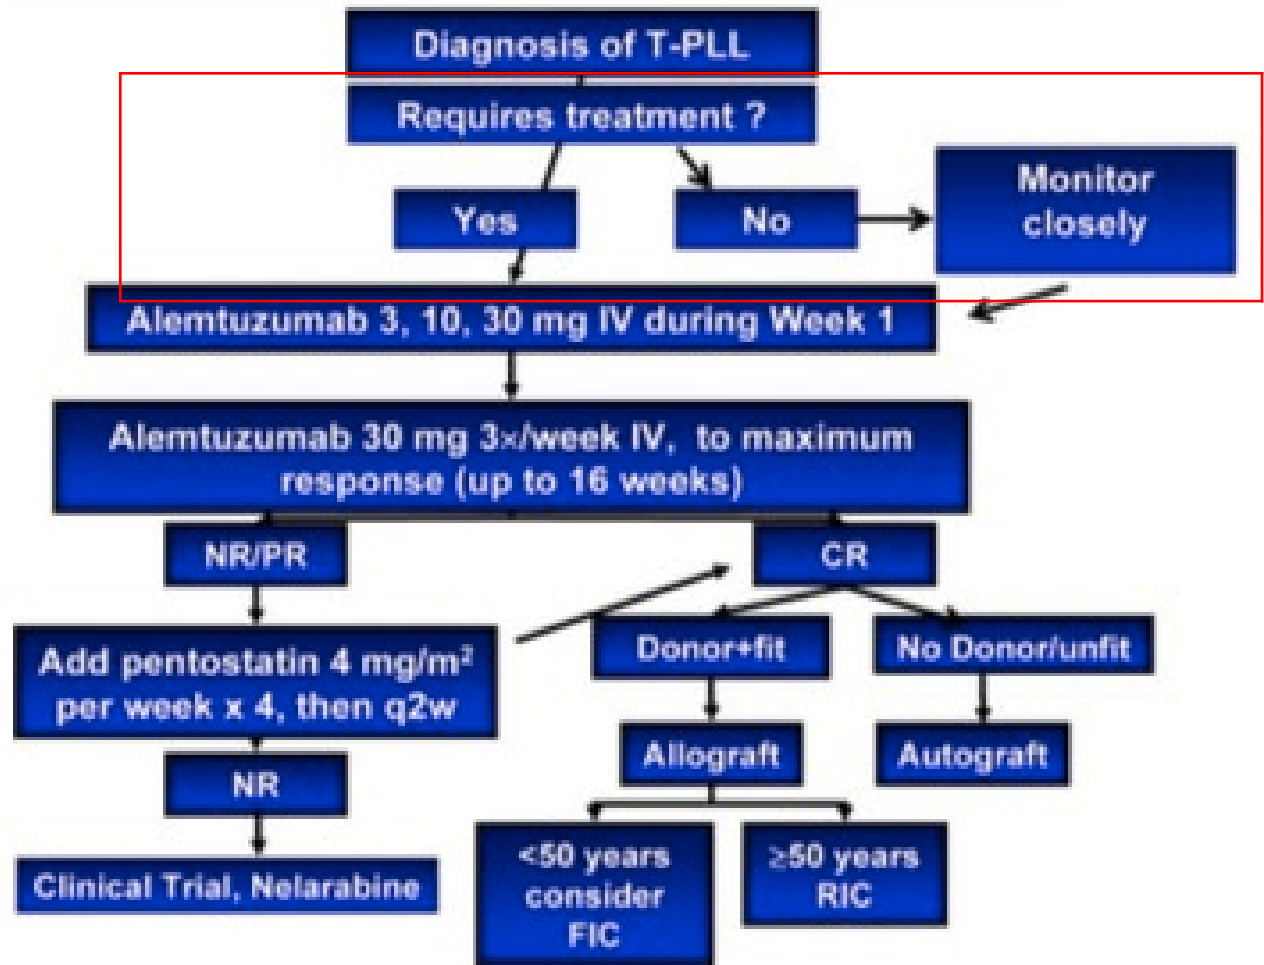 Diagnosis of T-PLL
Requires treatment ?
Yes
No
Monitor
closely
Alemtuzumab 3, 10, 30 mg IV during Week 1
Alemtuzumab 30 mg 3×/week IV, to maximum
response (up to 16 weeks)
NR/PR
CR
Add pentostatin 4 mg/m²
per week x 4, then q2w
Donor+fit
No Donor/unfit
NR
Allograft
Autograft
Clinical Trial, Nelarabine
<50 years
consider
FIC
≥50 years
RIC